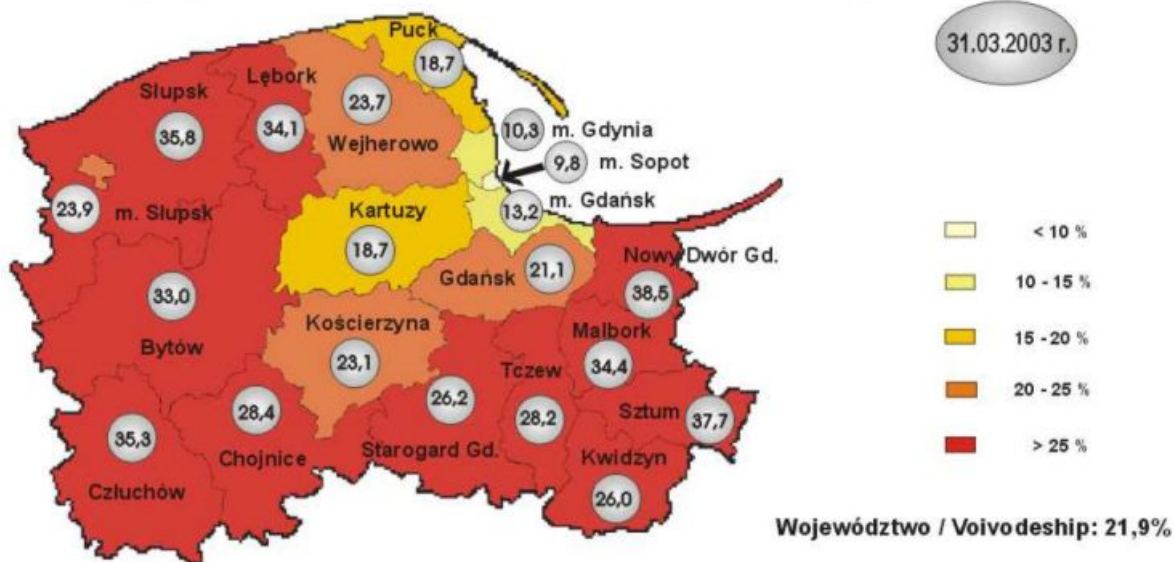 31.03.2003 r.
Puck
18,7
Lębork
34,1
Słupsk
35,8
23,7
Wejherowo
10,3 m. Gdynia
9,8 m. Sopot
m. Gdańsk
13,2
23,9 m. Słupsk
Kartuzy
18,7
Gdańsk
21,1
Nowy Dwór Gd.
38,5
33,0
Bytów
Kościerzyna
23,1
Malbork
34,4
Tczew
28,2
26,2
Starogard Gd.
28,4
Chojnice
35,3
Człuchów
Sztum
37,7
Kwidzyn
26,0
< 10 %
10 - 15 %
15 - 20 %
20 - 25 %
> 25 %
Województwo / Voivodeship: 21,9%